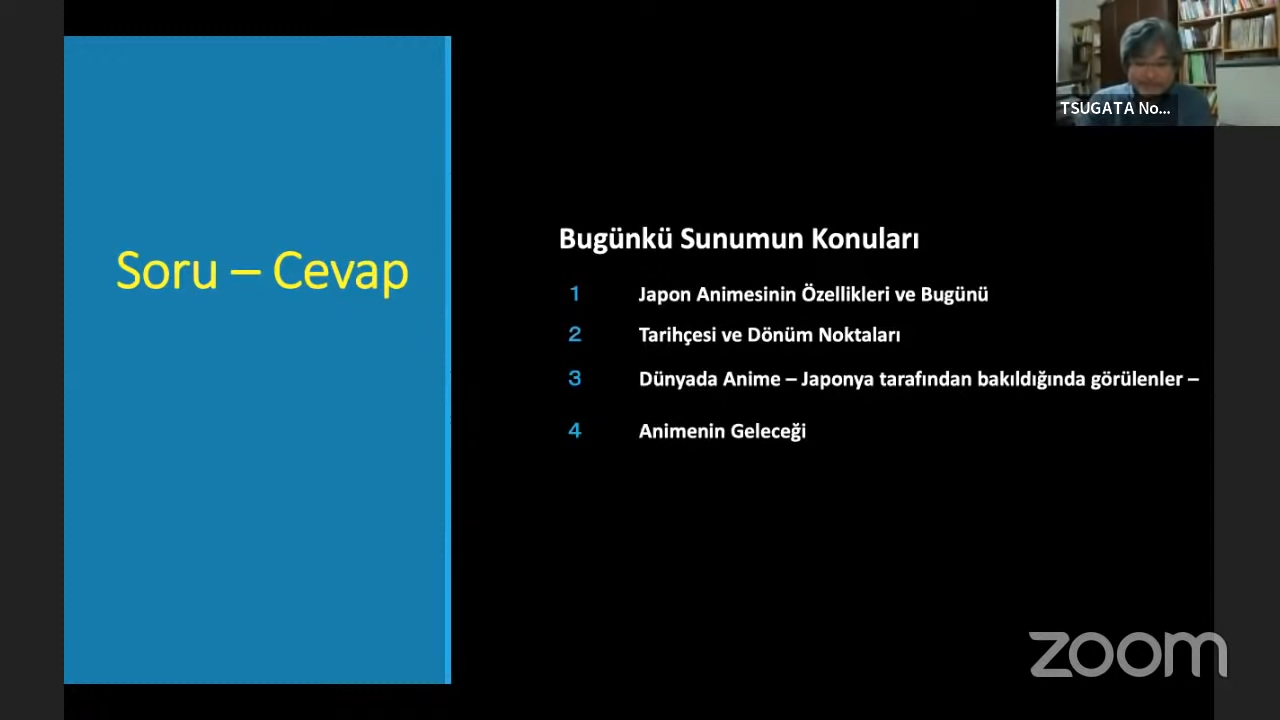 TSUGATA No...
Soru – Cevap
Bugünkü Sunumun Konuları
1 Japon Animesinin Özellikleri ve Bugünü
2 Tarihçesi ve Dönüm Noktaları
3 Dünyada Anime – Japonya tarafından bakıldığında görülenler –
4 Animenin Geleceği
zoom